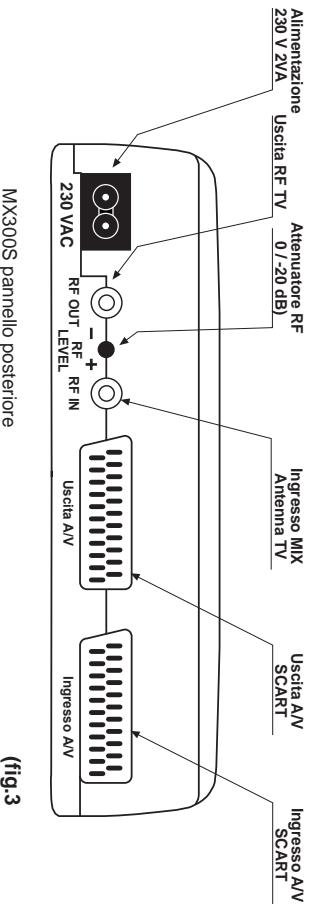 Alimentazione
230 V 2VA
Uscita RF TV
Attenuatore RF
0 / -20 dB)
Ingresso MIX
Antenna TV
Uscita A/V
SCART
Ingresso A/V
SCART
230 VAC
RF OUT
– +
RF
LEVEL
RF IN
Uscita A/V
Ingresso A/V
MX300S pannello posteriore
(fig.3